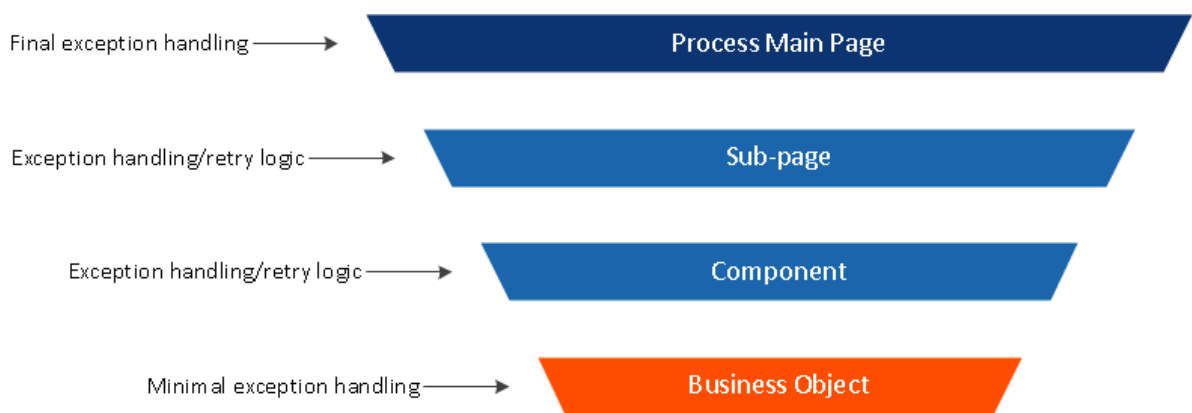 Final exception handling
Process Main Page
Exception handling/retry logic
Sub-page
Exception handling/retry logic
Component
Minimal exception handling
Business Object